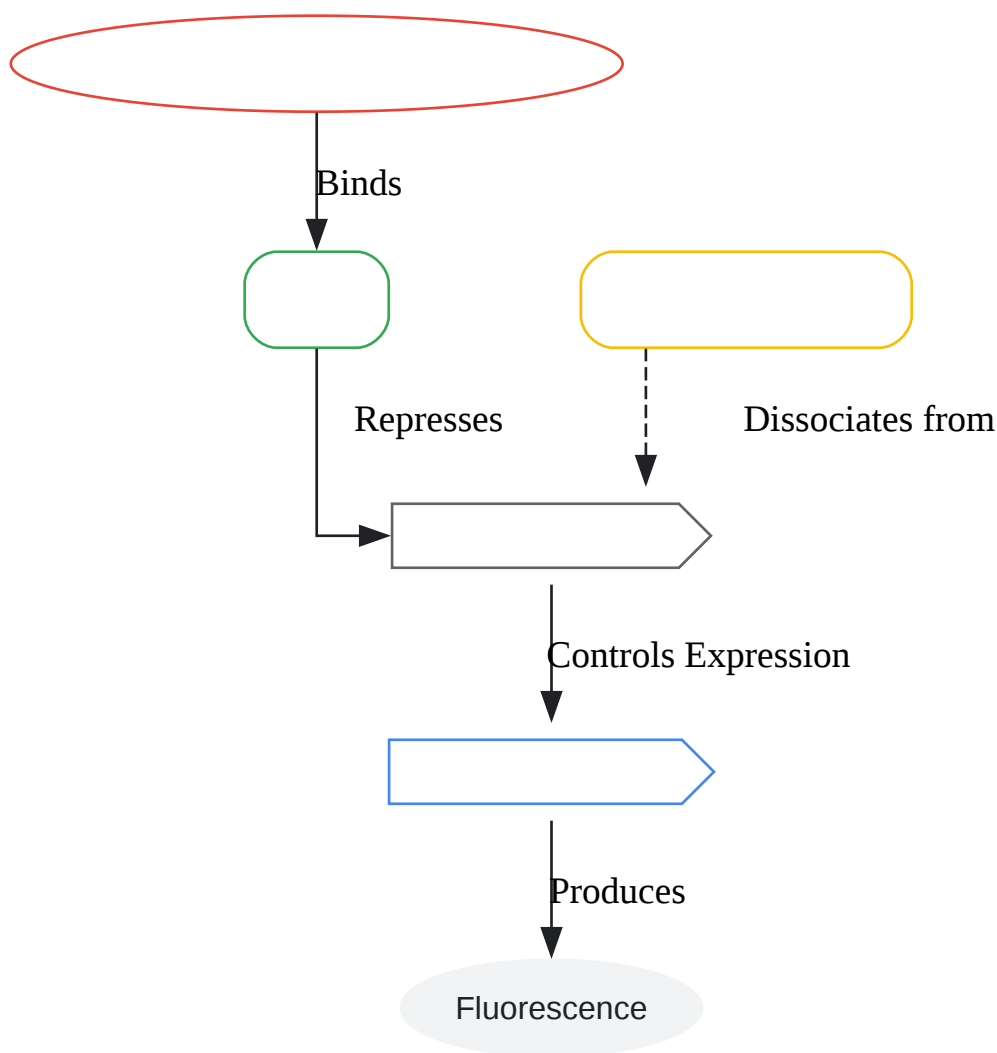 Binds
Represses
Dissociates from
Controls Expression
Produces
Fluorescence